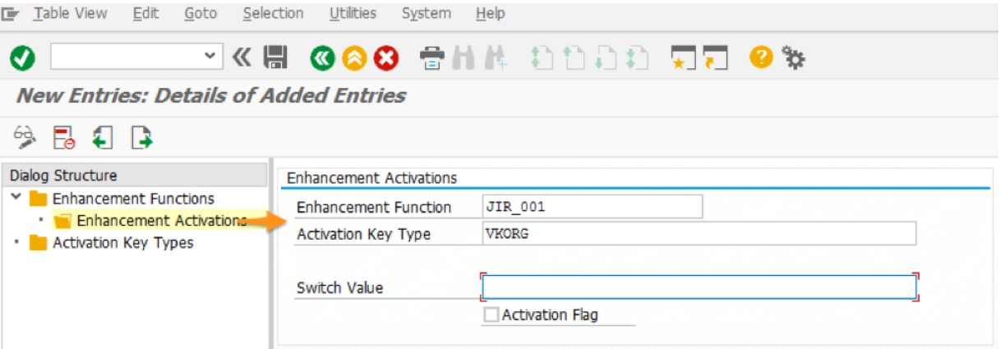 Table View Edit Goto Selection Utilities System Help
New Entries: Details of Added Entries
Dialog Structure
Enhancement Functions
Enhancement Activations
Activation Key Types
Enhancement Activations
Enhancement Function JIR_001
Activation Key Type VKORG
Switch Value
Activation Flag